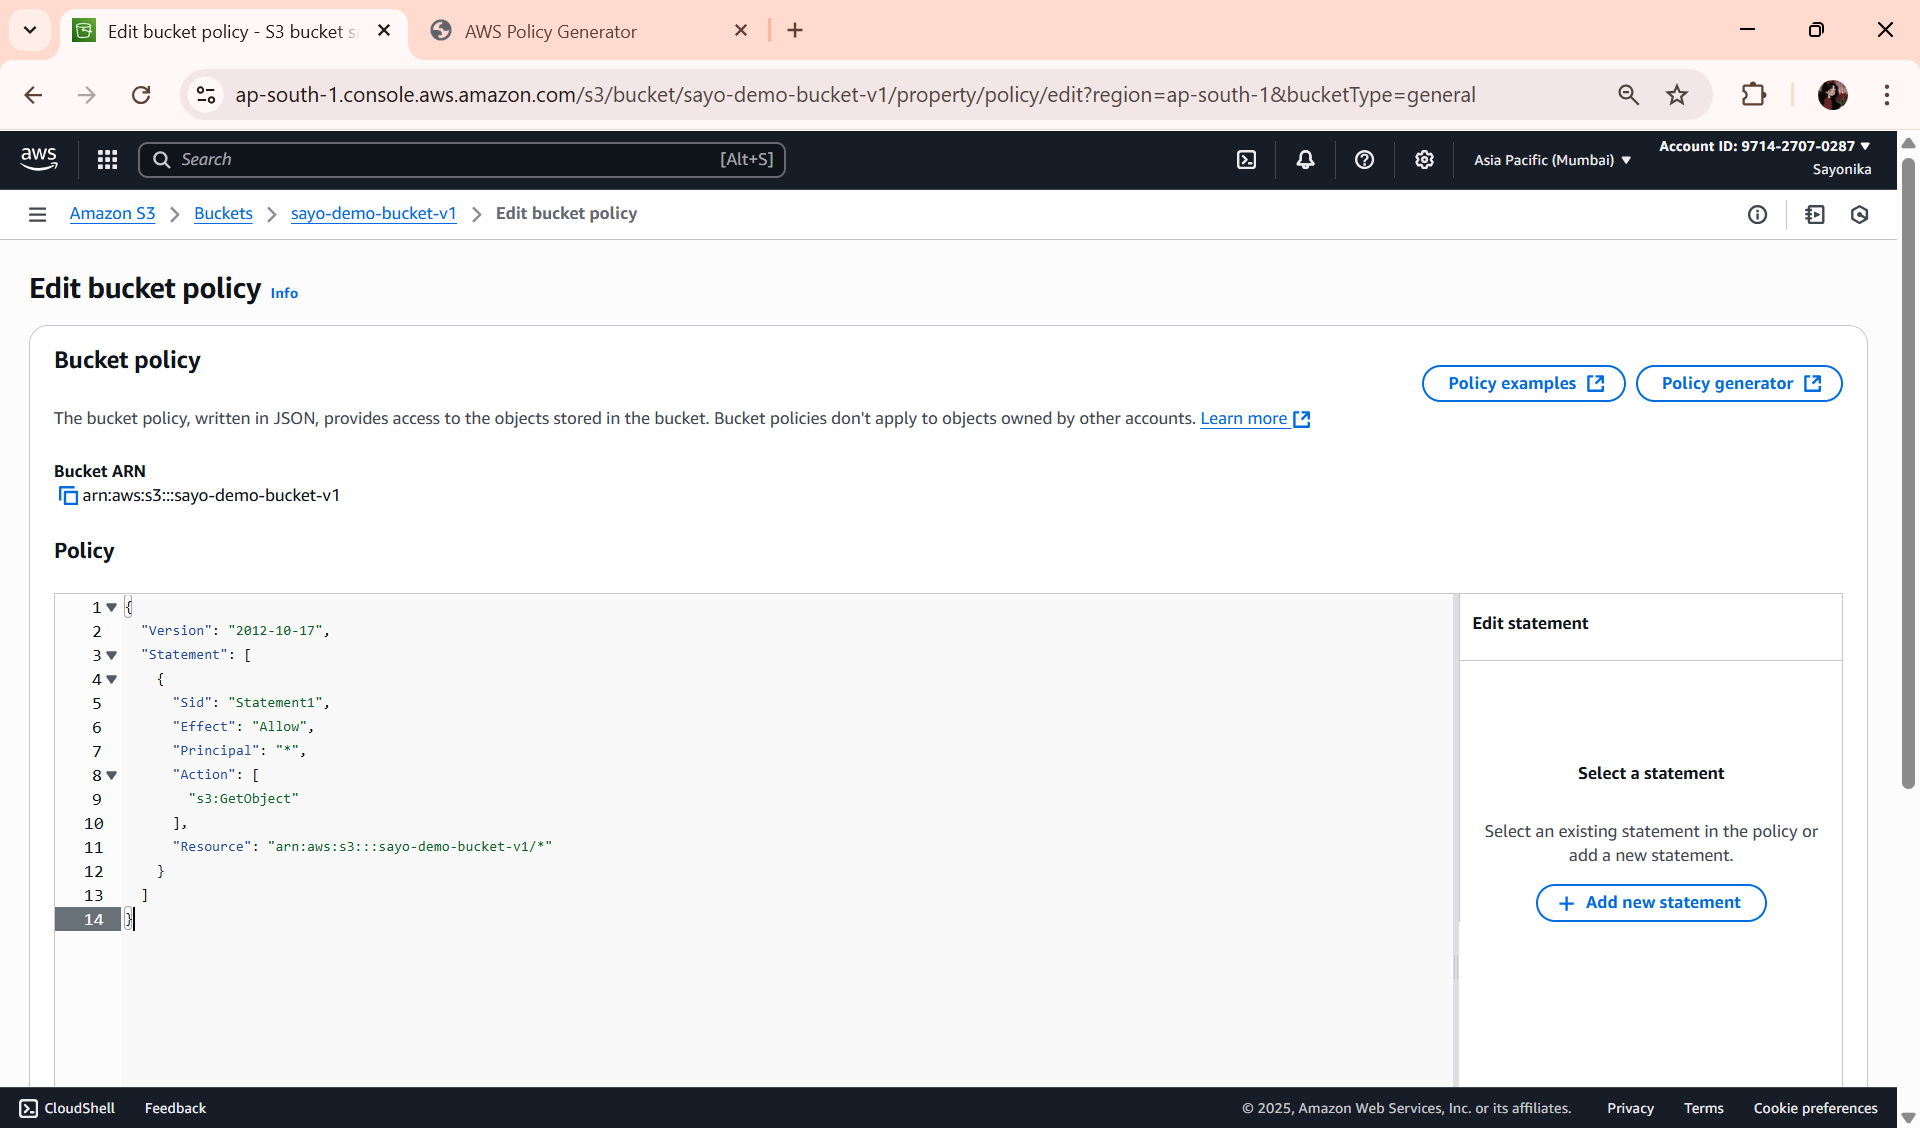 Edit bucket policy - S3 bucket s
AWS Policy Generator
ap-south-1.console.aws.amazon.com/s3/bucket/sayo-demo-bucket-v1/property/policy/edit?region=ap-south-1&bucketType=general
aws
Search
[Alt+S]
Asia Pacific (Mumbai)
Account ID: 9714-2707-0287
Sayonika
Amazon S3
Buckets
sayo-demo-bucket-v1
Edit bucket policy
Edit bucket policy Info
Bucket policy
Policy examples
Policy generator
The bucket policy, written in JSON, provides access to the objects stored in the bucket. Bucket policies don't apply to objects owned by other accounts. Learn more
Bucket ARN
arn:aws:s3:::sayo-demo-bucket-v1
Policy
1 {
2 "Version": "2012-10-17",
3 "Statement": [
4 {
5 "Sid": "Statement1",
6 "Effect": "Allow",
7 "Principal": "*",
8 "Action": [
9 "s3:GetObject"
10 ],
11 "Resource": "arn:aws:s3:::sayo-demo-bucket-v1/*"
12 }
13 ]
14 }
Edit statement
Select a statement
Select an existing statement in the policy or
add a new statement.
+ Add new statement
CloudShell
Feedback
© 2025, Amazon Web Services, Inc. or its affiliates.
Privacy
Terms
Cookie preferences